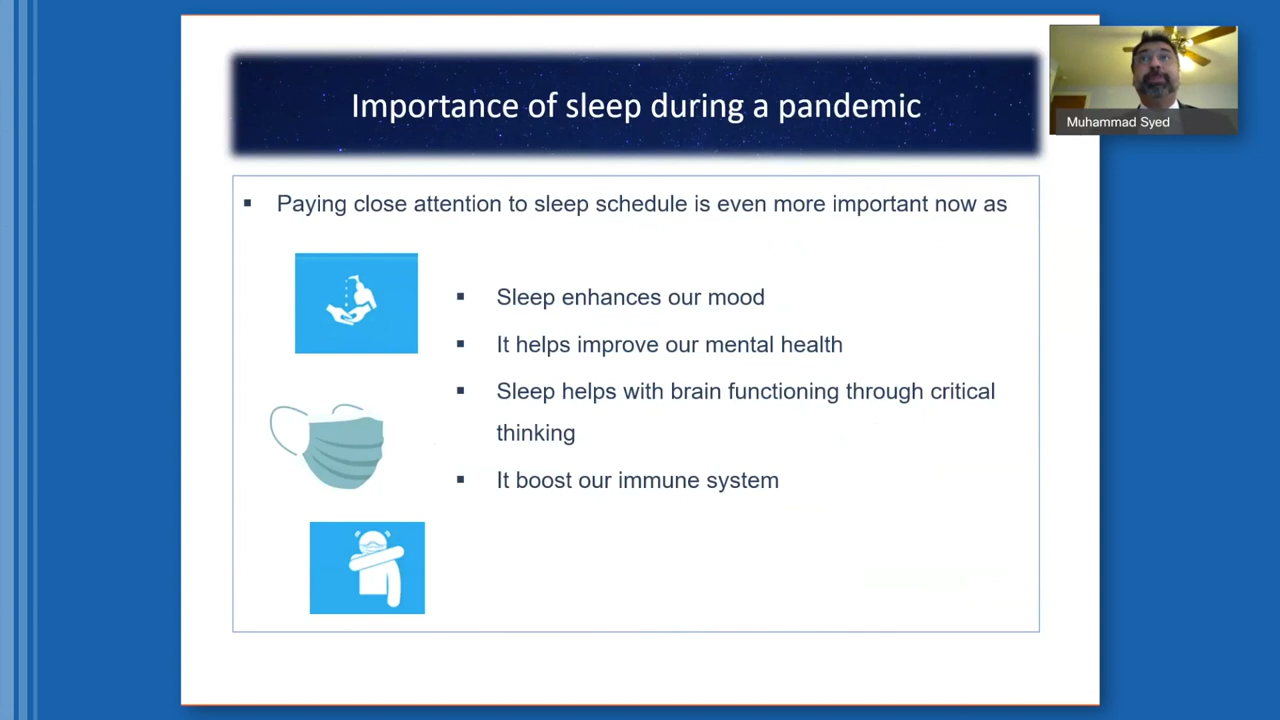 Importance of sleep during a pandemic
Muhammad Syed
▪ Paying close attention to sleep schedule is even more important now as
▪ Sleep enhances our mood
▪ It helps improve our mental health
▪ Sleep helps with brain functioning through critical
thinking
▪ It boost our immune system